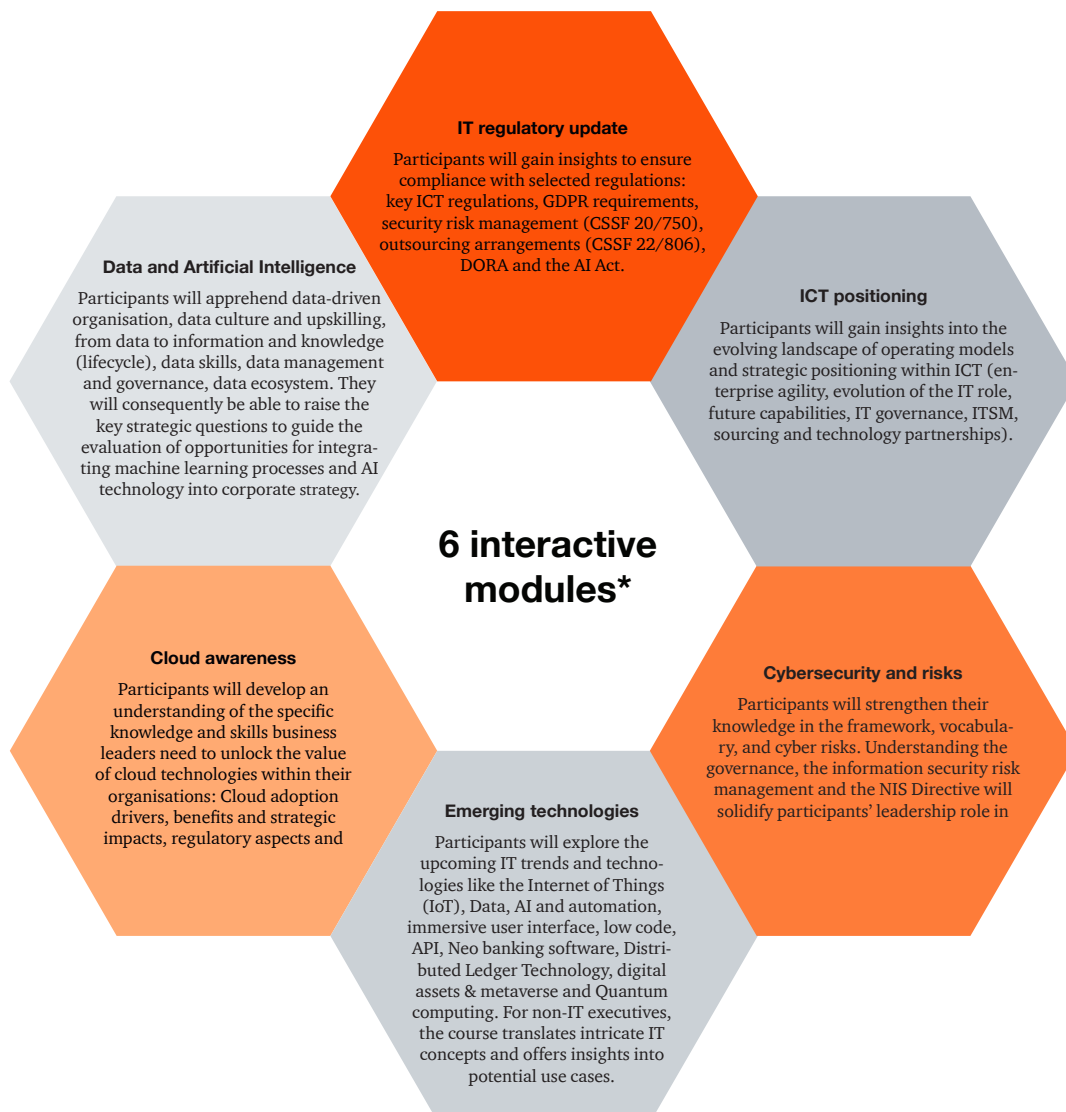 IT regulatory update
Participants will gain insights to ensure
compliance with selected regulations:
key ICT regulations, GDPR requirements,
security risk management (CSSF 20/750),
outsourcing arrangements (CSSF 22/806),
DORA and the AI Act.
Data and Artificial Intelligence
Participants will apprehend data-driven
organisation, data culture and upskilling,
from data to information and knowledge
(lifecycle), data skills, data management
and governance, data ecosystem. They
will consequently be able to raise the
key strategic questions to guide the
evaluation of opportunities for integra-
ting machine learning processes and AI
technology into corporate strategy.
ICT positioning
Participants will gain insights into the
evolving landscape of operating models
and strategic positioning within ICT (en-
terprise agility, evolution of the IT role,
future capabilities, IT governance, ITSM,
sourcing and technology partnerships).
6 interactive
modules*
Cloud awareness
Participants will develop an
understanding of the specific
knowledge and skills business
leaders need to unlock the value
of cloud technologies within their
organisations: Cloud adoption
drivers, benefits and strategic
impacts, regulatory aspects and
Cybersecurity and risks
Participants will strengthen their
knowledge in the framework, vocabula-
ry, and cyber risks. Understanding the
governance, the information security risk
management and the NIS Directive will
solidify participants’ leadership role in
Emerging technologies
Participants will explore the
upcoming IT trends and techno-
logies like the Internet of Things
(IoT), Data, AI and automation,
immersive user interface, low code,
API, Neo banking software, Distri-
buted Ledger Technology, digital
assets & metaverse and Quantum
computing. For non-IT executives,
the course translates intricate IT
concepts and offers insights into
potential use cases.